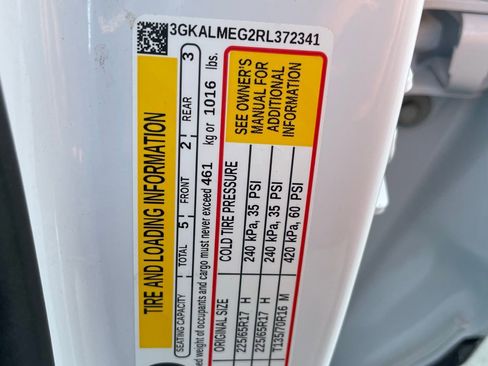 3GKALMEG2RL372341
TIRE AND LOADING INFORMATION
SEATING CAPACITY TOTAL 5 FRONT 2 REAR 3
ed weight of occupants and cargo must never exceed 461 kg or 1016 lbs.
ORIGINAL SIZE COLD TIRE PRESSURE
225/65R17 H 240 kPa, 35 PSI
225/65R17 H 240 kPa, 35 PSI
T135/70R16 M 420 kPa, 60 PSI
SEE OWNER'S
MANUAL FOR
ADDITIONAL
INFORMATION